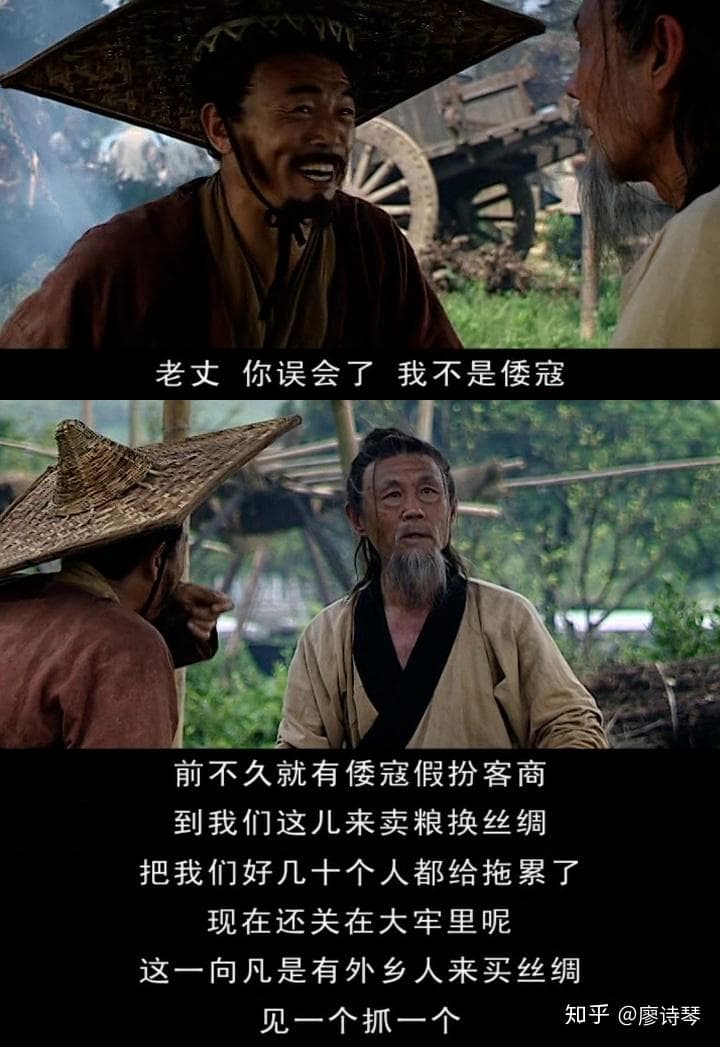 老丈 你误会了 我不是倭寇
前不久就有倭寇假扮客商
到我们这儿来卖粮换丝绸
把我们好几十个人都给拖累了
现在还关在大牢里呢
这一向凡是有外乡人来买丝绸
见一个抓一个
知乎 @廖诗琴